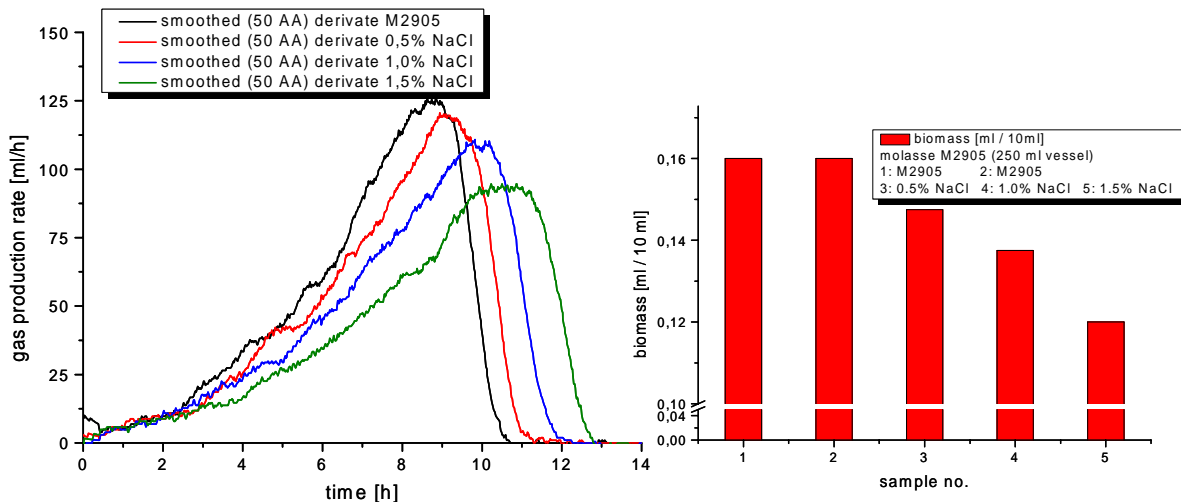 smoothed (50 AA) derivate M2905
smoothed (50 AA) derivate 0,5% NaCl
smoothed (50 AA) derivate 1,0% NaCl
smoothed (50 AA) derivate 1,5% NaCl
gas production rate [ml/h]
125
100
75
50
25
0
0 2 4 6 8 10 12 14
time [h]
biomass [ml / 10ml]
molasse M2905 (250 ml vessel)
1: M2905 2: M2905
3: 0.5% NaCl 4: 1.0% NaCl 5: 1.5% NaCl
biomass [ml / 10 ml]
0,16
0,14
0,12
0,10
0,04
0,00
1 2 3 4 5
sample no.